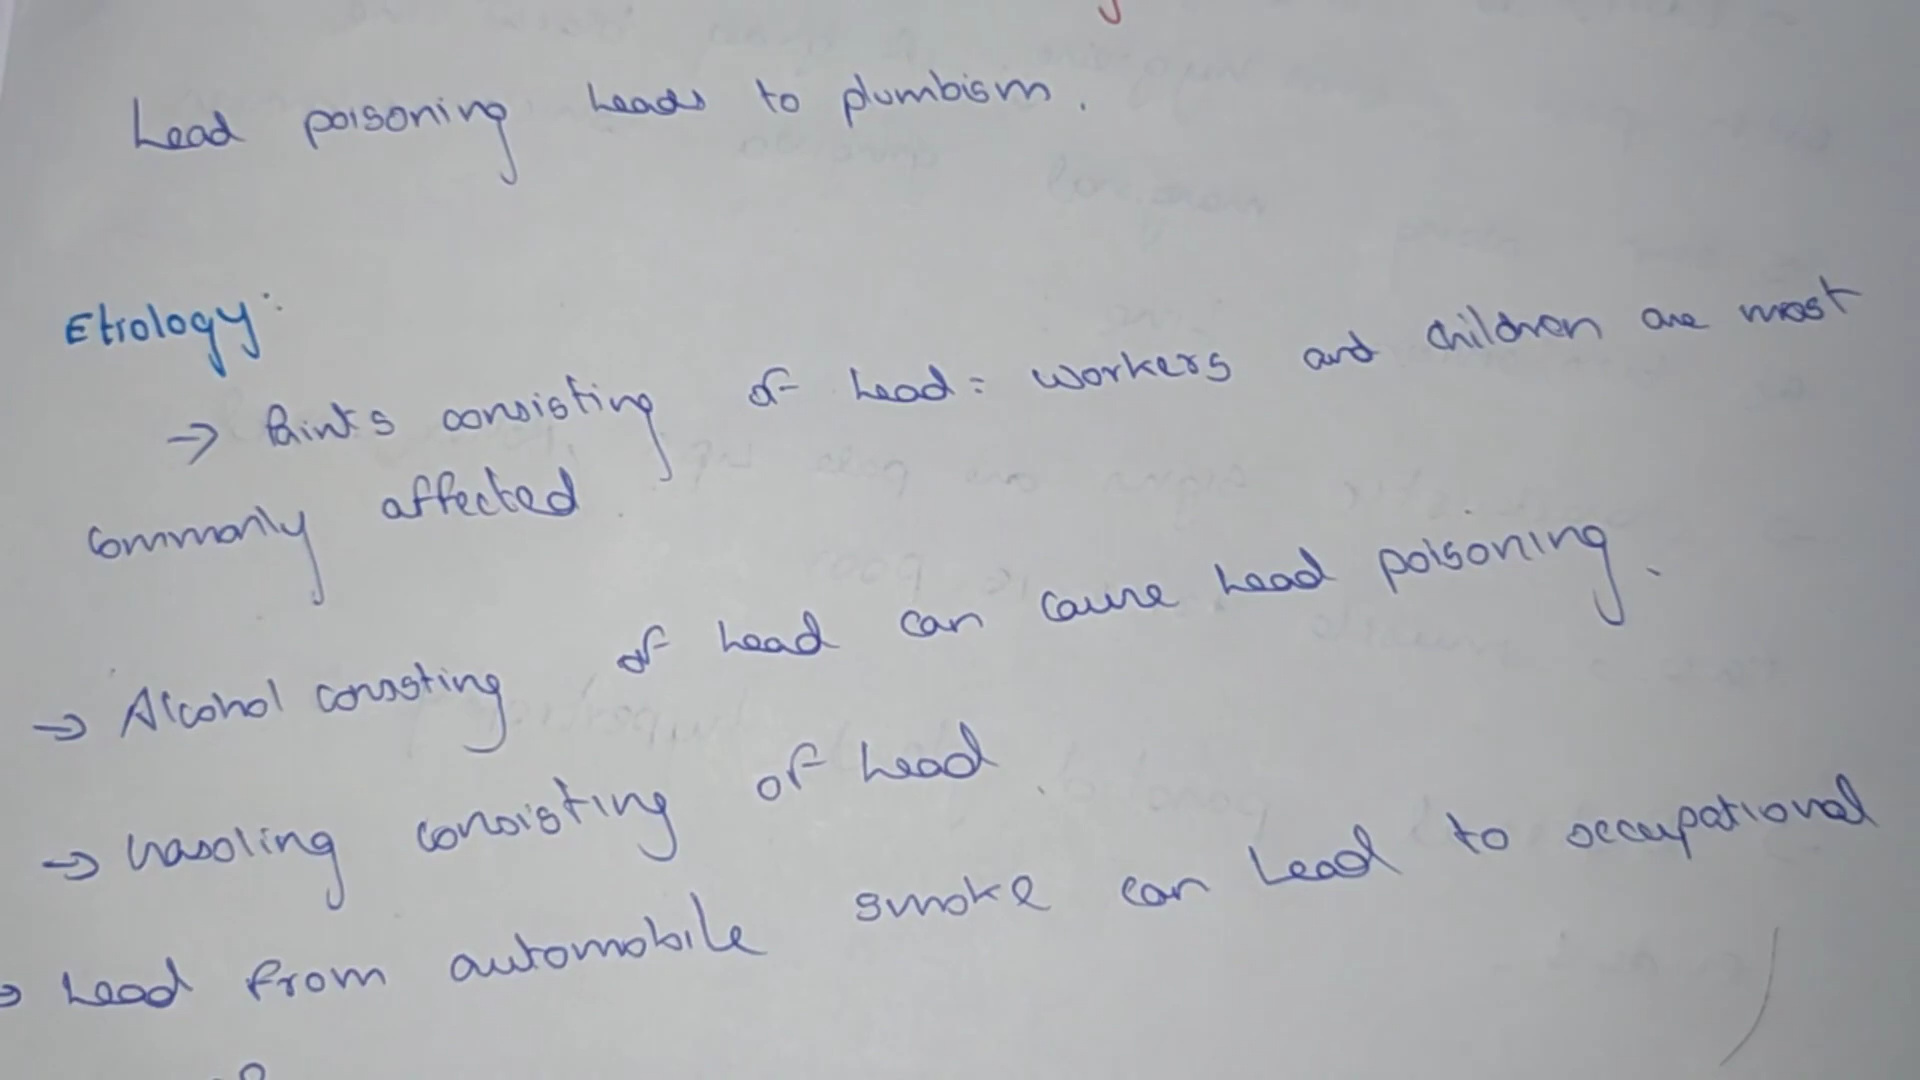 Lead poisoning leads to plumbism.
Etiology:
→ Paints consisting of lead = workers and children are most
commonly affected
→ Alcohol consisting of lead can cause lead poisoning.
→ Gasoling consisting of lead
→ Lead from automobile smoke can lead to occupational